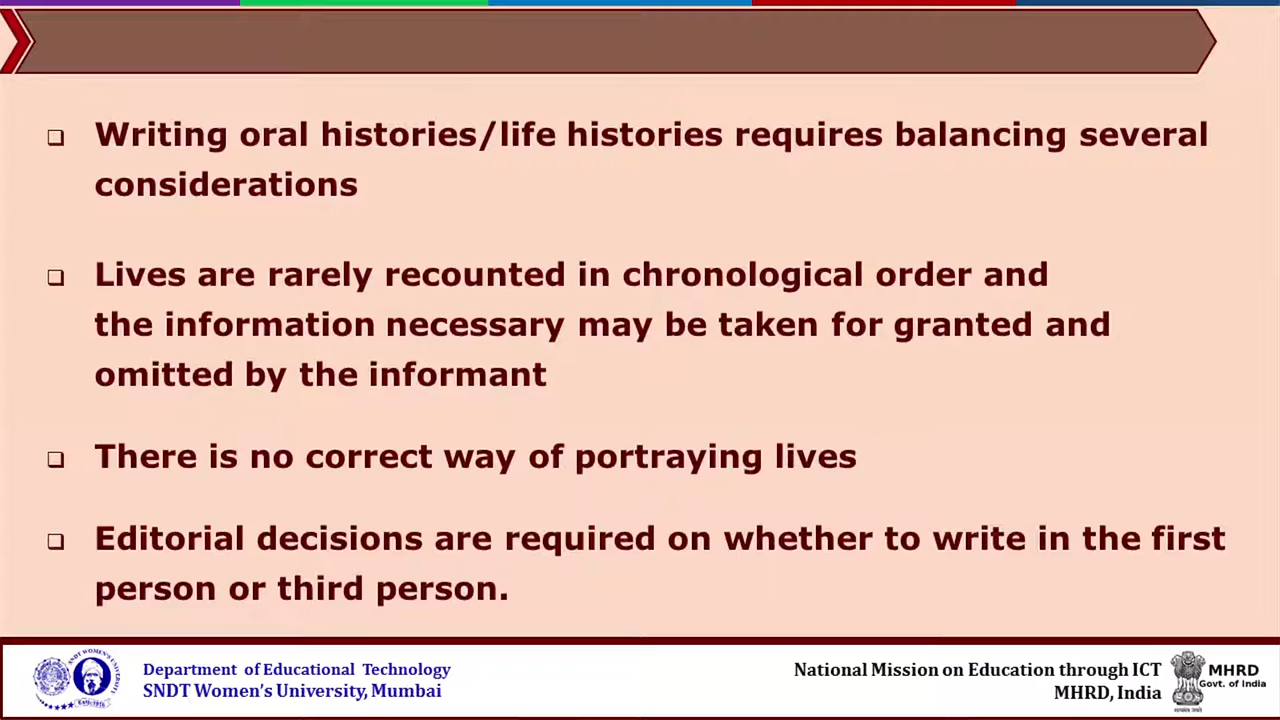 Writing oral histories/life histories requires balancing several
considerations
Lives are rarely recounted in chronological order and
the information necessary may be taken for granted and
omitted by the informant
There is no correct way of portraying lives
Editorial decisions are required on whether to write in the first
person or third person.
Department of Educational Technology
SNDT Women's University, Mumbai
National Mission on Education through ICT
MHRD, India
MHRD
Govt. of India